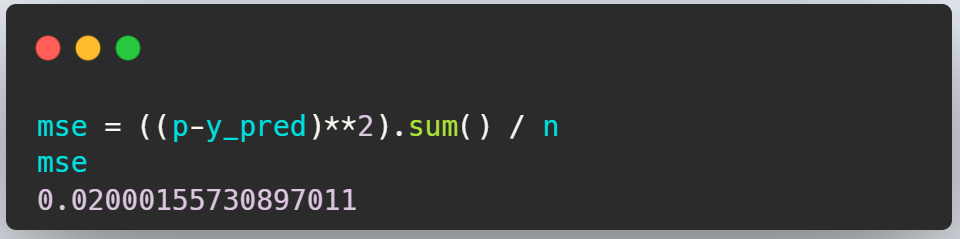 mse = ((p-y_pred)**2).sum() / n
mse
0.02000155730897011